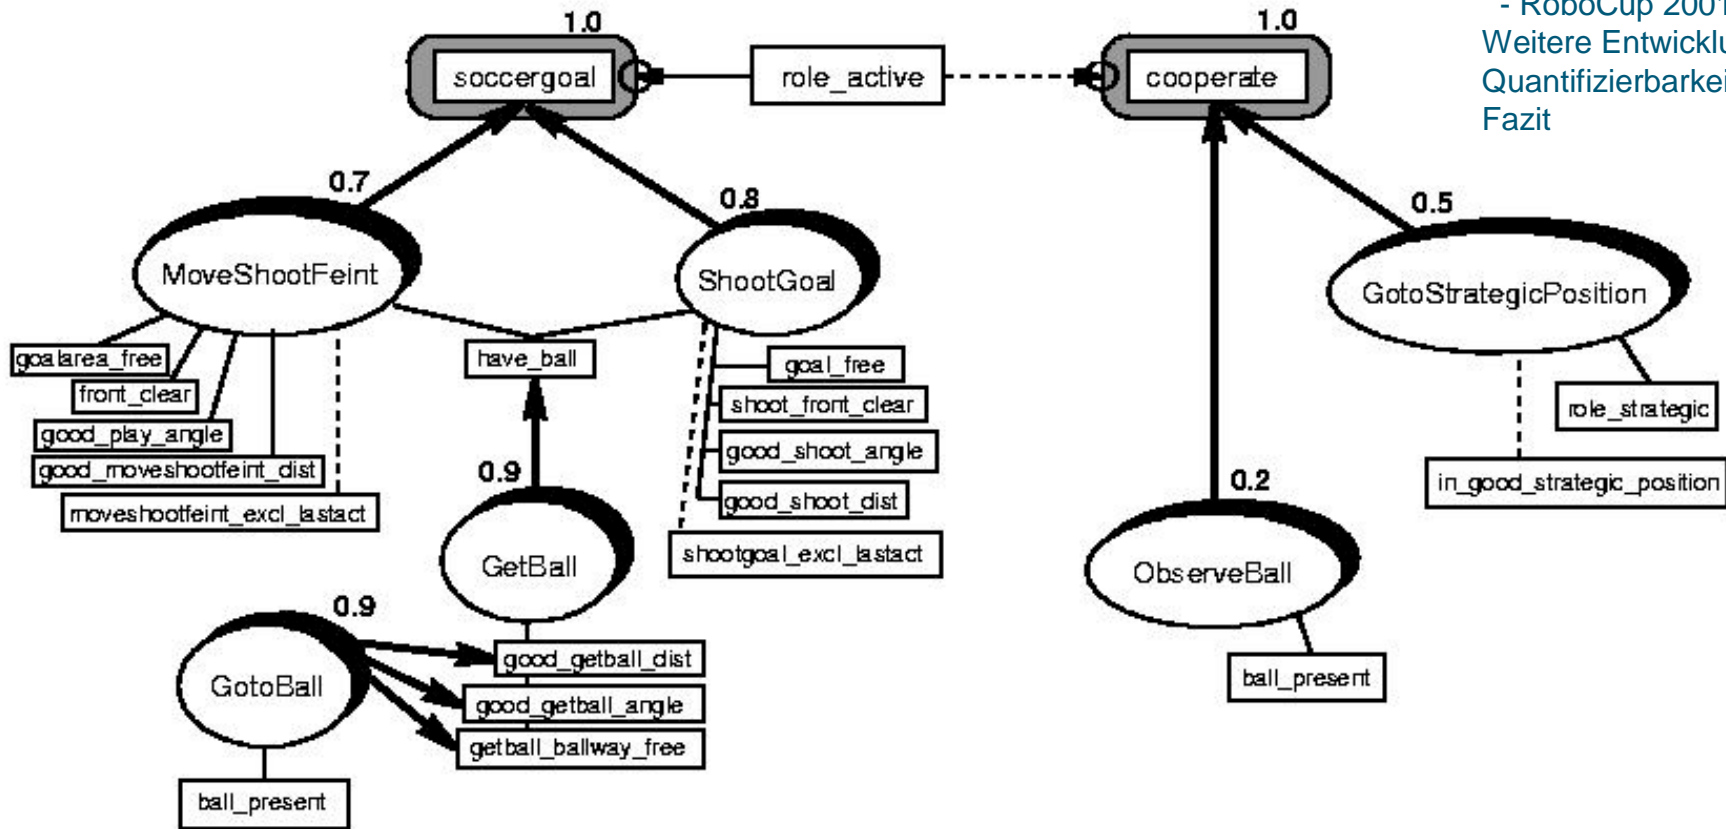 - RoboCup 2001
Weitere Entwicklu
Quantifizierbarkei
Fazit
1.0
1.0
soccergoal
role_active
cooperate
0.7
0.8
0.5
MoveShootFeint
ShootGoal
GotoStrategicPosition
goalarea_free
front_clear
good_play_angle
good_moveshootfeint_dist
moveshootfeint_excl_lastact
have_ball
goal_free
shoot_front_clear
good_shoot_angle
good_shoot_dist
shootgoal_excl_lastact
role_strategic
in_good_strategic_position
0.9
0.2
GetBall
ObserveBall
0.9
GotoBall
good_getball_dist
good_getball_angle
getball_ballway_free
ball_present
ball_present